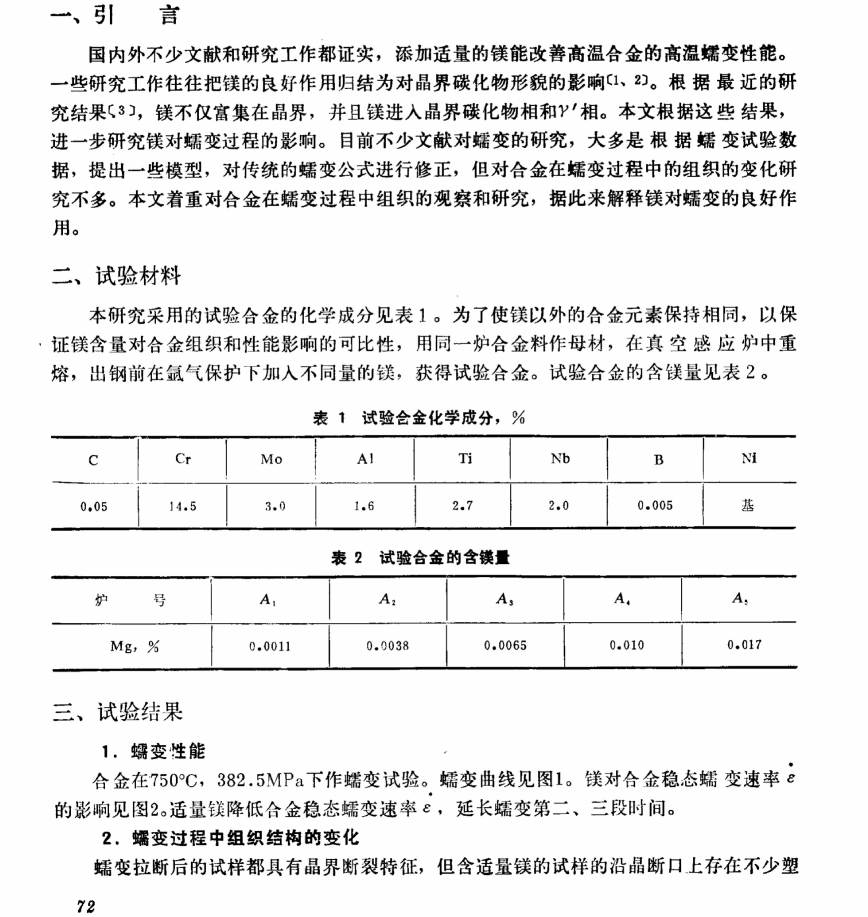 一、引 言
国内外不少文献和研究工作都证实，添加适量的镁能改善高温合金的高温蠕变性能。
一些研究工作往往把镁的良好作用归结为对晶界碳化物形貌的影响〔1、2〕。根据最近的研
究结果〔3〕，镁不仅富集在晶界，并且镁进入晶界碳化物相和γ′相。本文根据这些结果，
进一步研究镁对蠕变过程的影响。目前不少文献对蠕变的研究，大多是根据蠕变试验数
据，提出一些模型，对传统的蠕变公式进行修正，但对合金在蠕变过程中的组织的变化研
究不多。本文着重对合金在蠕变过程中组织的观察和研究，据此来解释镁对蠕变的良好作
用。
二、试验材料
本研究采用的试验合金的化学成分见表1。为了使镁以外的合金元素保持相同，以保
证镁含量对合金组织和性能影响的可比性，用同一炉合金料作母材，在真空感应炉中重
熔，出钢前在氩气保护下加入不同量的镁，获得试验合金。试验合金的含镁量见表2。
表 1 试验合金化学成分，%
C Cr Mo Al Ti Nb B Ni
0.05 14.5 3.0 1.6 2.7 2.0 0.005 基
表 2 试验合金的含镁量
炉 号 A₁ A₂ A₃ A₄ A₅
Mg，% 0.0011 0.0038 0.0065 0.010 0.017
三、试验结果
1．蠕变性能
合金在750℃，382.5MPa下作蠕变试验。蠕变曲线见图1。镁对合金稳态蠕变速率ε̇
的影响见图2。适量镁降低合金稳态蠕变速率ε̇，延长蠕变第二、三段时间。
2．蠕变过程中组织结构的变化
蠕变拉断后的试样都具有晶界断裂特征，但含适量镁的试样的沿晶断口上存在不少塑
72